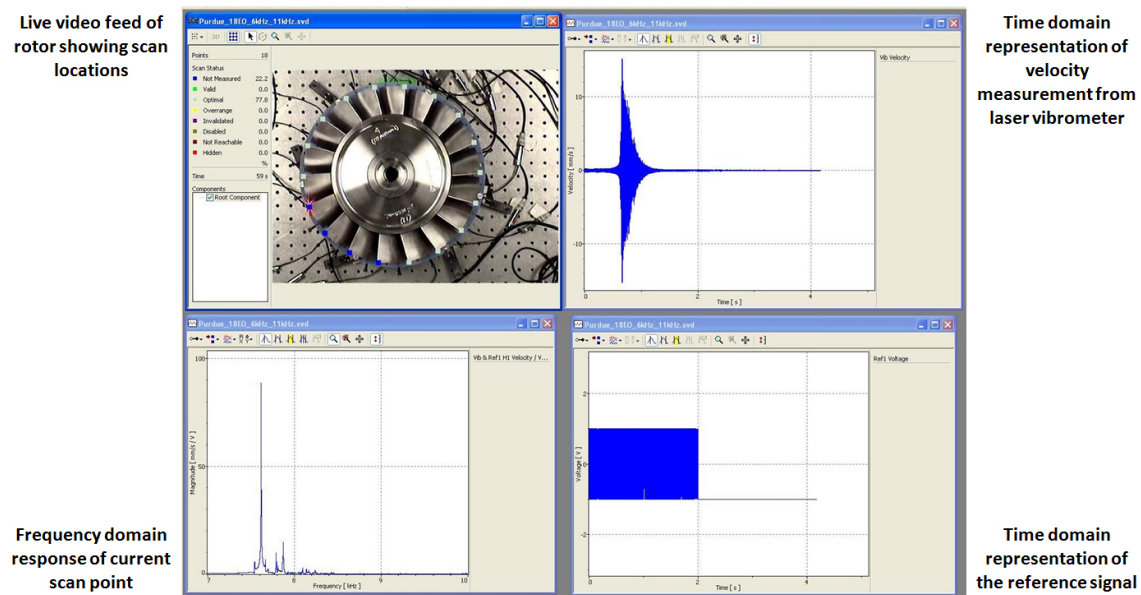 Live video feed of
rotor showing scan
locations
Time domain
representation of
velocity
measurement from
laser vibrometer
Frequency domain
response of current
scan point
Time domain
representation of
the reference signal
Purdue_18EO_6kHz_11kHz.svd
3D
Points 18
Scan Status
Not Measured 22.2
Valid 0.0
Optimal 77.8
Overrange 0.0
Invalidated 0.0
Disabled 0.0
Not Reachable 0.0
Hidden 0.0
%
Time 59 s
Components
Root Component
Purdue_18EO_6kHz_11kHz.svd
Vib Velocity
Velocity [ mm/s ]
10
0
-10
0
2
4
Time [ s ]
Purdue_18EO_6kHz_11kHz.svd
Vib & Ref1 H1 Velocity / V...
Magnitude [ mm/s / V ]
100
50
0
7
8
9
10
Frequency [ kHz ]
Purdue_18EO_6kHz_11kHz.svd
Ref1 Voltage
Voltage [ V ]
2
0
-2
0
2
4
Time [ s ]